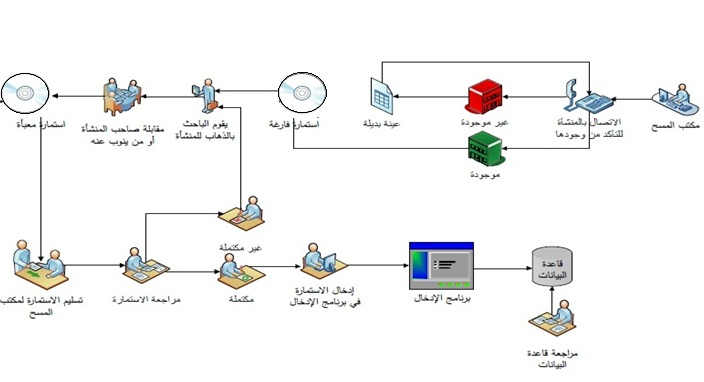 مكتب المسح
الاتصال بالمنشأة
للتأكد من وجودها
غير موجودة
عينة بديلة
موجودة
أستمارة فارغة
يقوم الباحث
بالذهاب للمنشأة
مقابلة صاحب المنشأة
أو من ينوب عنه
استمارة معبأة
تسليم الاستمارة لمكتب
المسح
مراجعة الاستمارة
غير مكتملة
مكتملة
إدخال الاستمارة
في برنامج الإدخال
برنامج الإدخال
قاعدة
البيانات
مراجعة قاعدة
البيانات